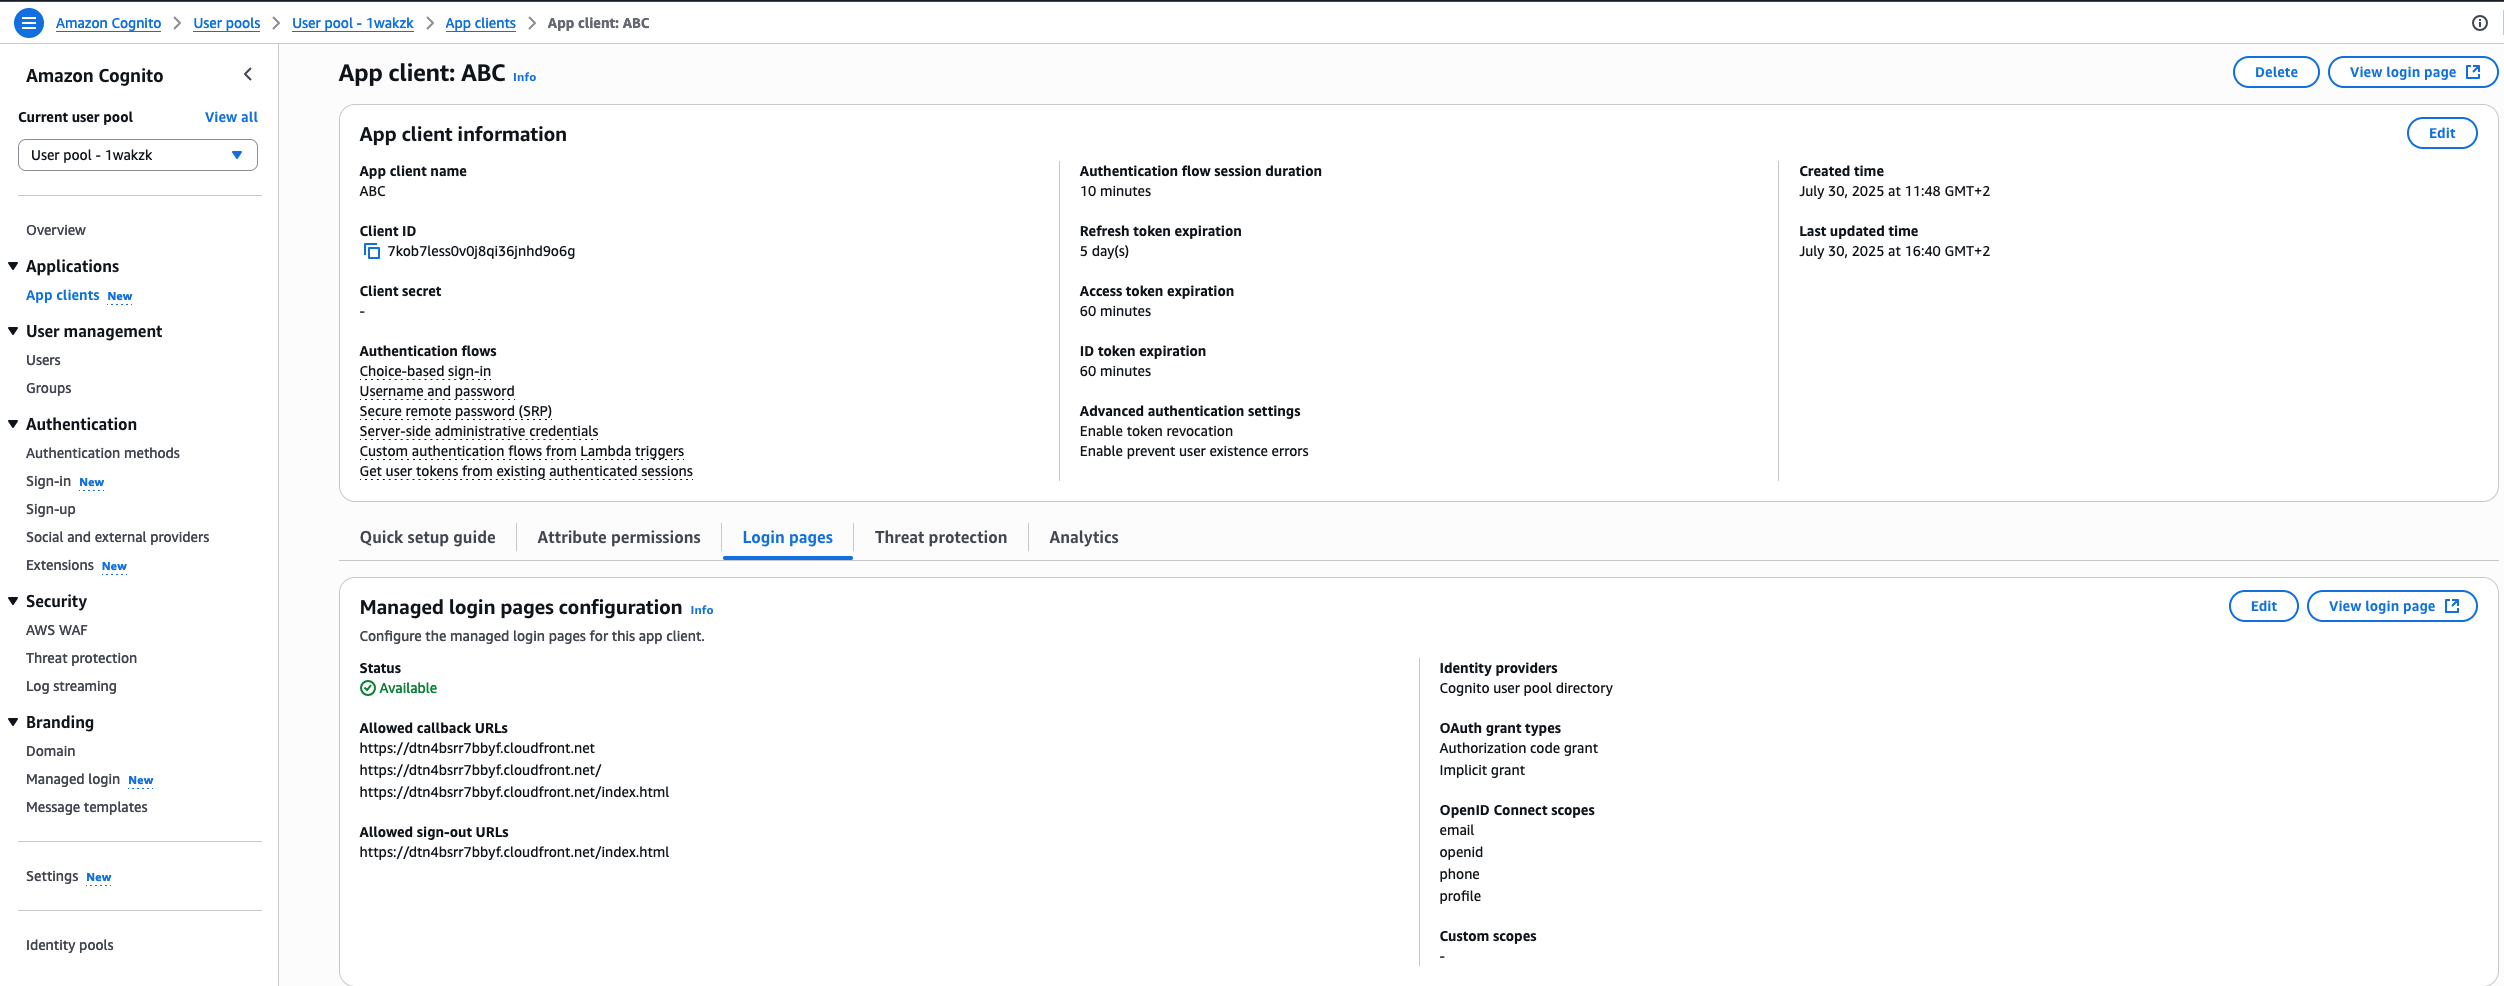 Amazon Cognito > User pools > User pool - 1wakzk > App clients > App client: ABC
Amazon Cognito
Current user pool View all
User pool - 1wakzk
Overview
Applications
App clients New
User management
Users
Groups
Authentication
Authentication methods
Sign-in New
Sign-up
Social and external providers
Extensions New
Security
AWS WAF
Threat protection
Log streaming
Branding
Domain
Managed login New
Message templates
Settings New
Identity pools
App client: ABC Info
Delete
View login page
App client information
Edit
App client name
ABC
Client ID
7kob7less0v0j8qi36jnhd9o6g
Client secret
-
Authentication flows
Choice-based sign-in
Username and password
Secure remote password (SRP)
Server-side administrative credentials
Custom authentication flows from Lambda triggers
Get user tokens from existing authenticated sessions
Authentication flow session duration
10 minutes
Refresh token expiration
5 day(s)
Access token expiration
60 minutes
ID token expiration
60 minutes
Advanced authentication settings
Enable token revocation
Enable prevent user existence errors
Created time
July 30, 2025 at 11:48 GMT+2
Last updated time
July 30, 2025 at 16:40 GMT+2
Quick setup guide
Attribute permissions
Login pages
Threat protection
Analytics
Managed login pages configuration Info
Edit
View login page
Configure the managed login pages for this app client.
Status
Available
Allowed callback URLs
https://dtn4bsrr7bbyf.cloudfront.net
https://dtn4bsrr7bbyf.cloudfront.net/
https://dtn4bsrr7bbyf.cloudfront.net/index.html
Allowed sign-out URLs
https://dtn4bsrr7bbyf.cloudfront.net/index.html
Identity providers
Cognito user pool directory
OAuth grant types
Authorization code grant
Implicit grant
OpenID Connect scopes
email
openid
phone
profile
Custom scopes
-